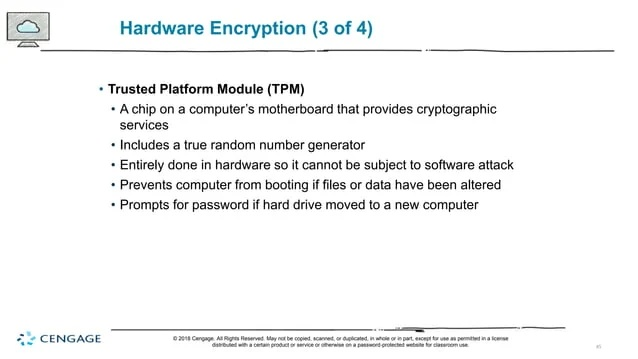 Hardware Encryption (3 of 4)
• Trusted Platform Module (TPM)
• A chip on a computer's motherboard that provides cryptographic
services
• Includes a true random number generator
• Entirely done in hardware so it cannot be subject to software attack
• Prevents computer from booting if files or data have been altered
• Prompts for password if hard drive moved to a new computer
CENGAGE
© 2018 Cengage. All Rights Reserved. May not be copied, scanned, or duplicated, in whole or in part, except for use as permitted in a license
distributed with a certain product or service or otherwise on a password-protected website for classroom use.